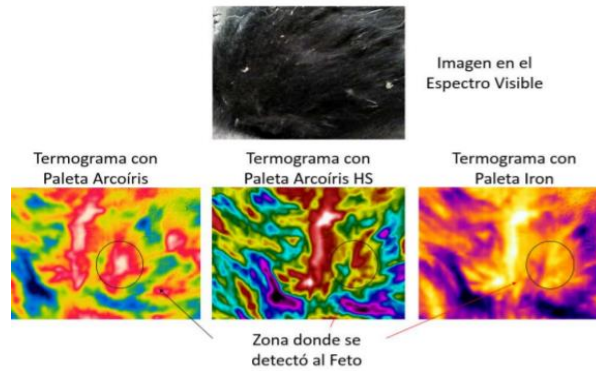 Imagen en el
Espectro Visible
Termograma con
Paleta Arcoíris
Termograma con
Paleta Arcoíris HS
Termograma con
Paleta Iron
Zona donde se
detectó al Feto